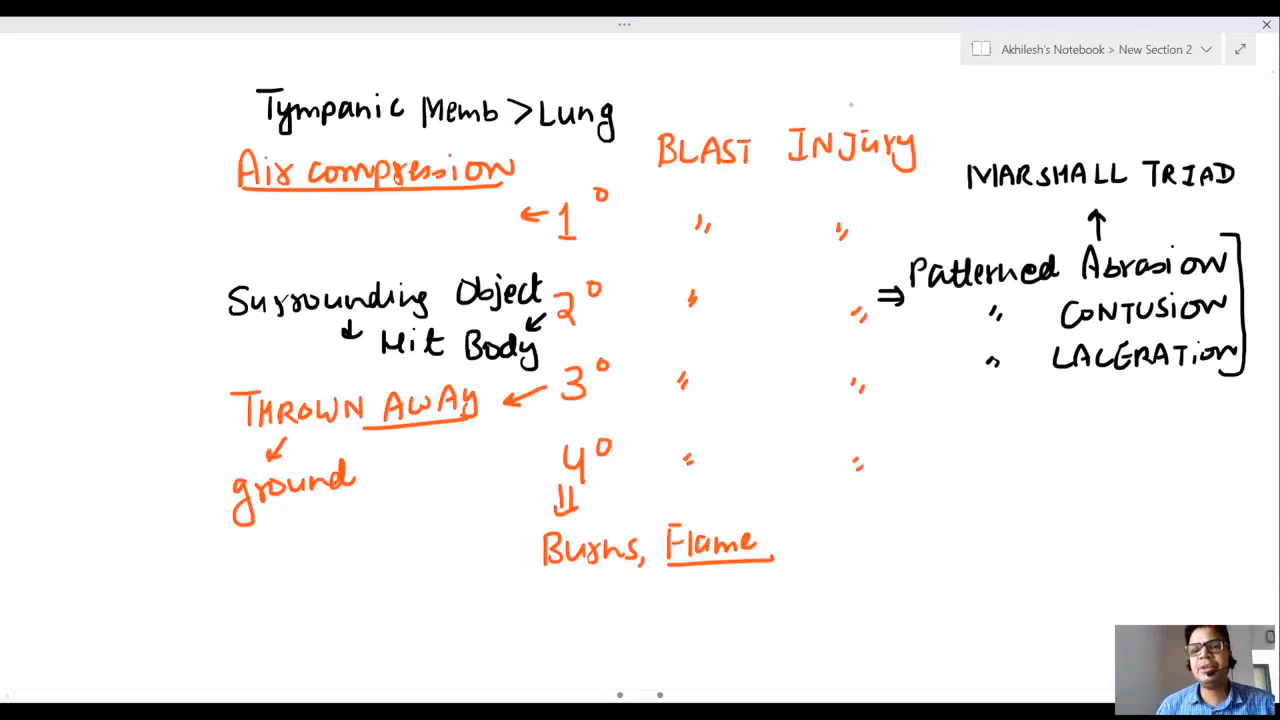 Akhilesh's Notebook > New Section 2
Tympanic Memb > Lung
BLAST INJury
Air compression
MARSHALL TRIAD
↑
← 1° " "
Surrounding Object
↓ Hit Body
2° " " ⇒
Patterned Abrasion
" CONTUSION
" LACERATION
THROWN AWAY ← 3° " "
ground
4° " "
Burns, Flame,